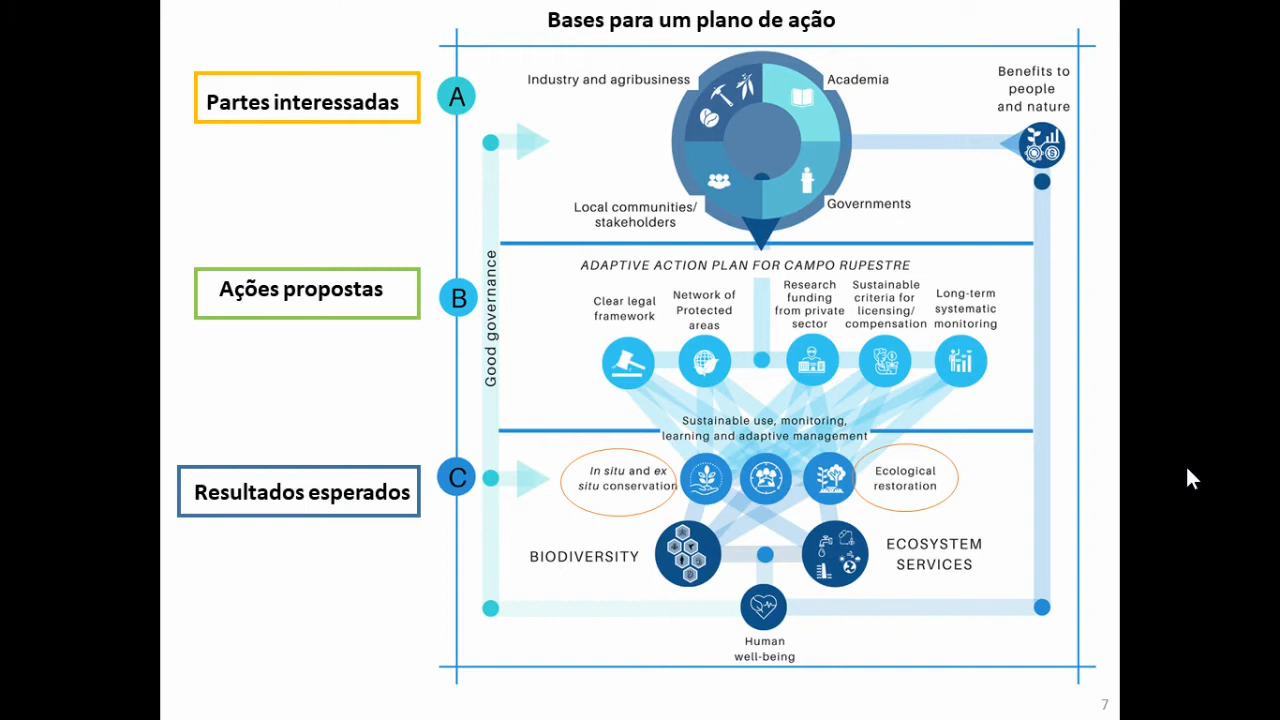 Bases para um plano de ação
Partes interessadas
A
Industry and agribusiness
Academia
Benefits to
people
and nature
Local communities/
stakeholders
Governments
Good governance
Ações propostas
B
ADAPTIVE ACTION PLAN FOR CAMPO RUPESTRE
Clear legal
framework
Network of
Protected
areas
Research
funding
from private
sector
Sustainable
criteria for
licensing/
compensation
Long-term
systematic
monitoring
Sustainable use, monitoring,
learning and adaptive management
Resultados esperados
C
In situ and ex
situ conservation
Ecological
restoration
BIODIVERSITY
ECOSYSTEM
SERVICES
Human
well-being
7